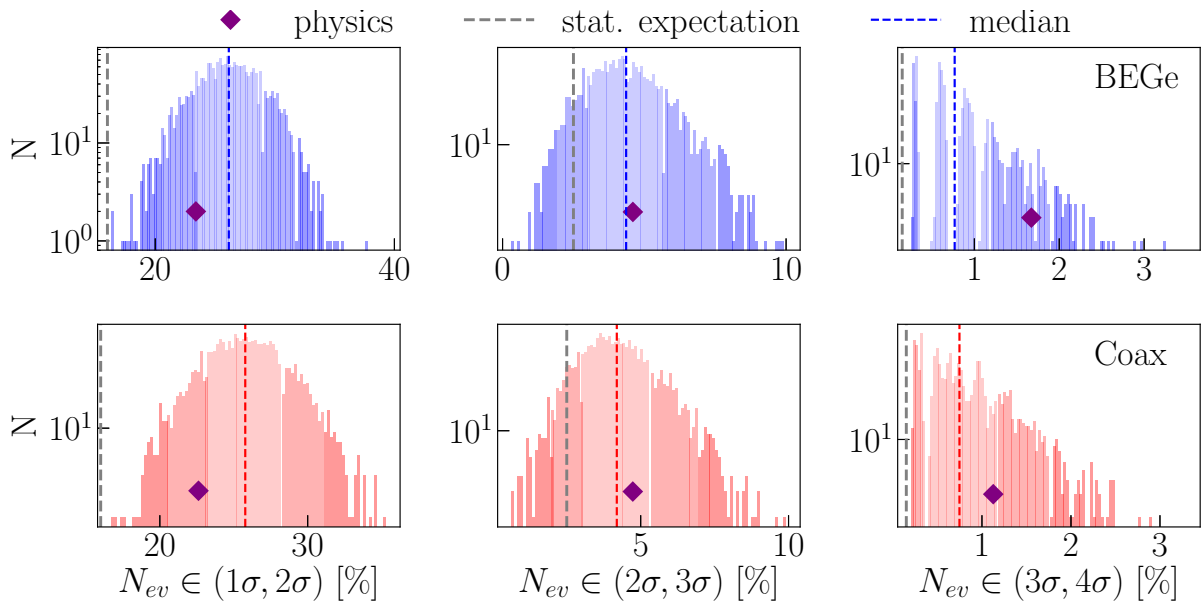 physics stat. expectation median
BEGe
N
10¹
10⁰
20 40
10¹
0 10
10¹
1 2 3
Coax
N
10¹
20 30
10¹
5 10
10¹
1 2 3
N_ev ∈ (1σ, 2σ) [%] N_ev ∈ (2σ, 3σ) [%] N_ev ∈ (3σ, 4σ) [%]